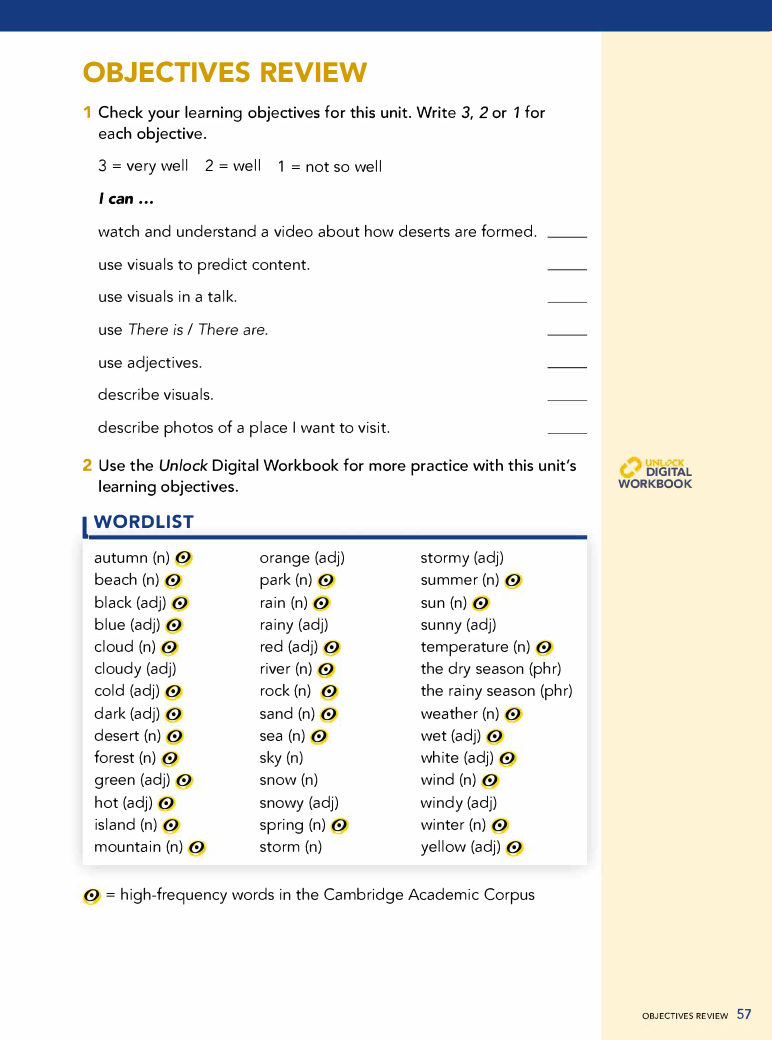 OBJECTIVES REVIEW
1 Check your learning objectives for this unit. Write 3, 2 or 1 for
each objective.
3 = very well 2 = well 1 = not so well
I can ...
watch and understand a video about how deserts are formed. _____
use visuals to predict content. _____
use visuals in a talk. _____
use There is / There are. _____
use adjectives. _____
describe visuals. _____
describe photos of a place I want to visit. _____
2 Use the Unlock Digital Workbook for more practice with this unit's
learning objectives.
UNLOCK
DIGITAL
WORKBOOK
WORDLIST
autumn (n)
beach (n)
black (adj)
blue (adj)
cloud (n)
cloudy (adj)
cold (adj)
dark (adj)
desert (n)
forest (n)
green (adj)
hot (adj)
island (n)
mountain (n)
orange (adj)
park (n)
rain (n)
rainy (adj)
red (adj)
river (n)
rock (n)
sand (n)
sea (n)
sky (n)
snow (n)
snowy (adj)
spring (n)
storm (n)
stormy (adj)
summer (n)
sun (n)
sunny (adj)
temperature (n)
the dry season (phr)
the rainy season (phr)
weather (n)
wet (adj)
white (adj)
wind (n)
windy (adj)
winter (n)
yellow (adj)
= high-frequency words in the Cambridge Academic Corpus
OBJECTIVES REVIEW 57